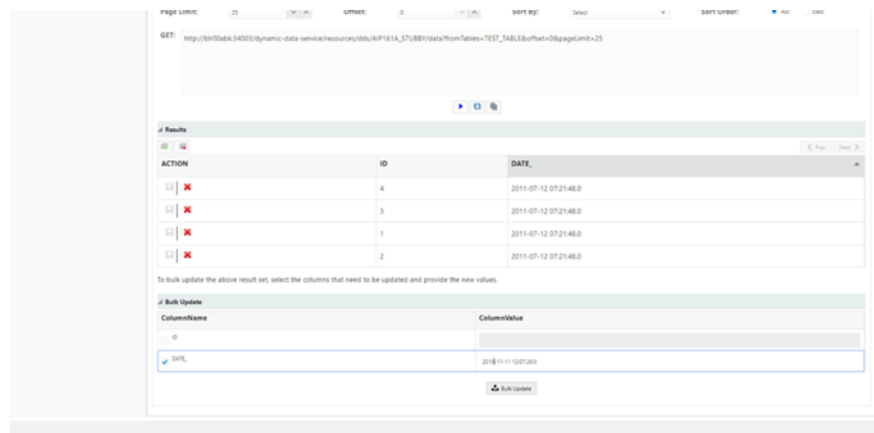 Page Limit: 25 Offset: 0 Sort By: Select Sort Order: Asc Desc
GET: http://blr00abk:34003/dynamic-data-service/resources/dds/AIP161A_STUBBY/data?fromTables=TEST_TABLE&offset=0&pageLimit=25
Results
Prev Next
ACTION ID DATE_
4 2011-07-12 07:21:48.0
3 2011-07-12 07:21:48.0
1 2011-07-12 07:21:48.0
2 2011-07-12 07:21:48.0
To bulk update the above result set, select the columns that need to be updated and provide the new values.
Bulk Update
ColumnName ColumnValue
ID
DATE_
Bulk Update